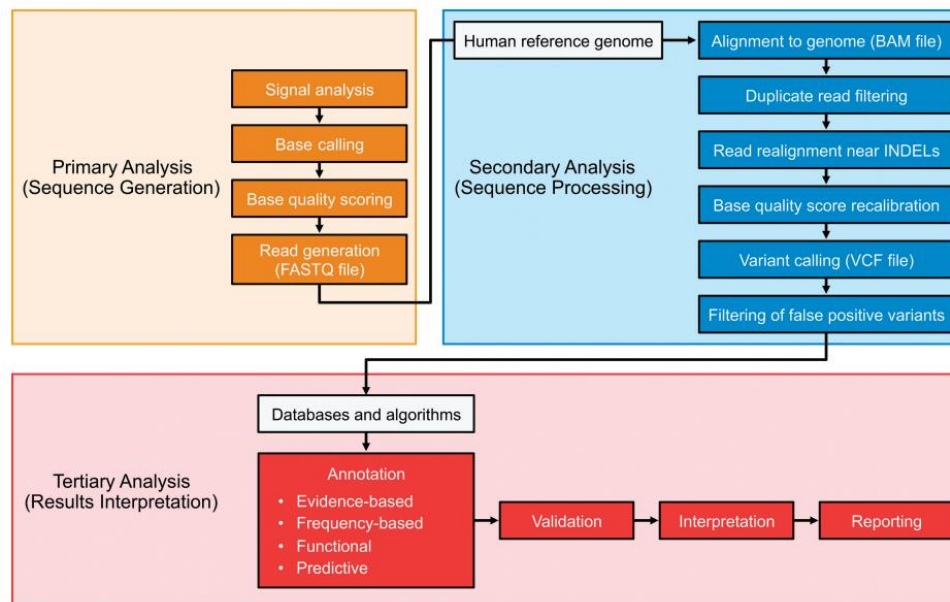 Primary Analysis
(Sequence Generation)
Signal analysis
Base calling
Base quality scoring
Read generation
(FASTQ file)
Secondary Analysis
(Sequence Processing)
Human reference genome
Alignment to genome (BAM file)
Duplicate read filtering
Read realignment near INDELs
Base quality score recalibration
Variant calling (VCF file)
Filtering of false positive variants
Tertiary Analysis
(Results Interpretation)
Databases and algorithms
Annotation
• Evidence-based
• Frequency-based
• Functional
• Predictive
Validation
Interpretation
Reporting